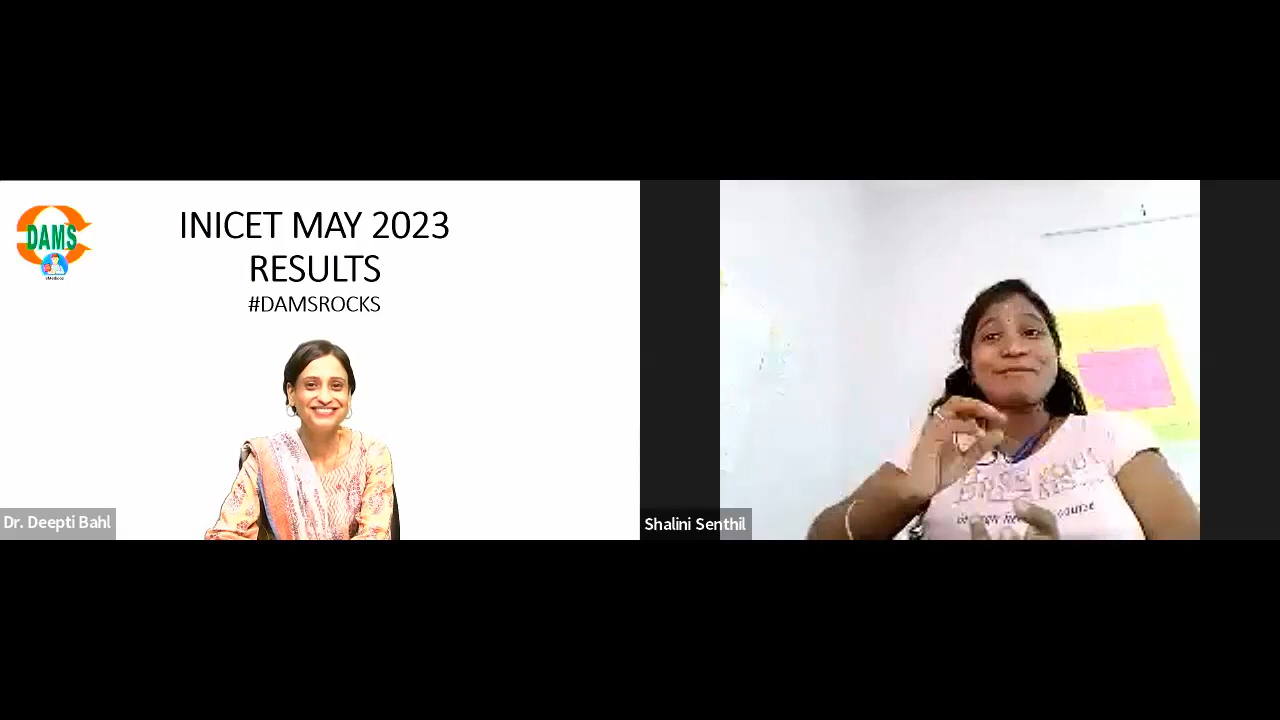 DAMS
INICET MAY 2023
RESULTS
#DAMSROCKS
Dr. Deepti Bahl
Shalini Senthil